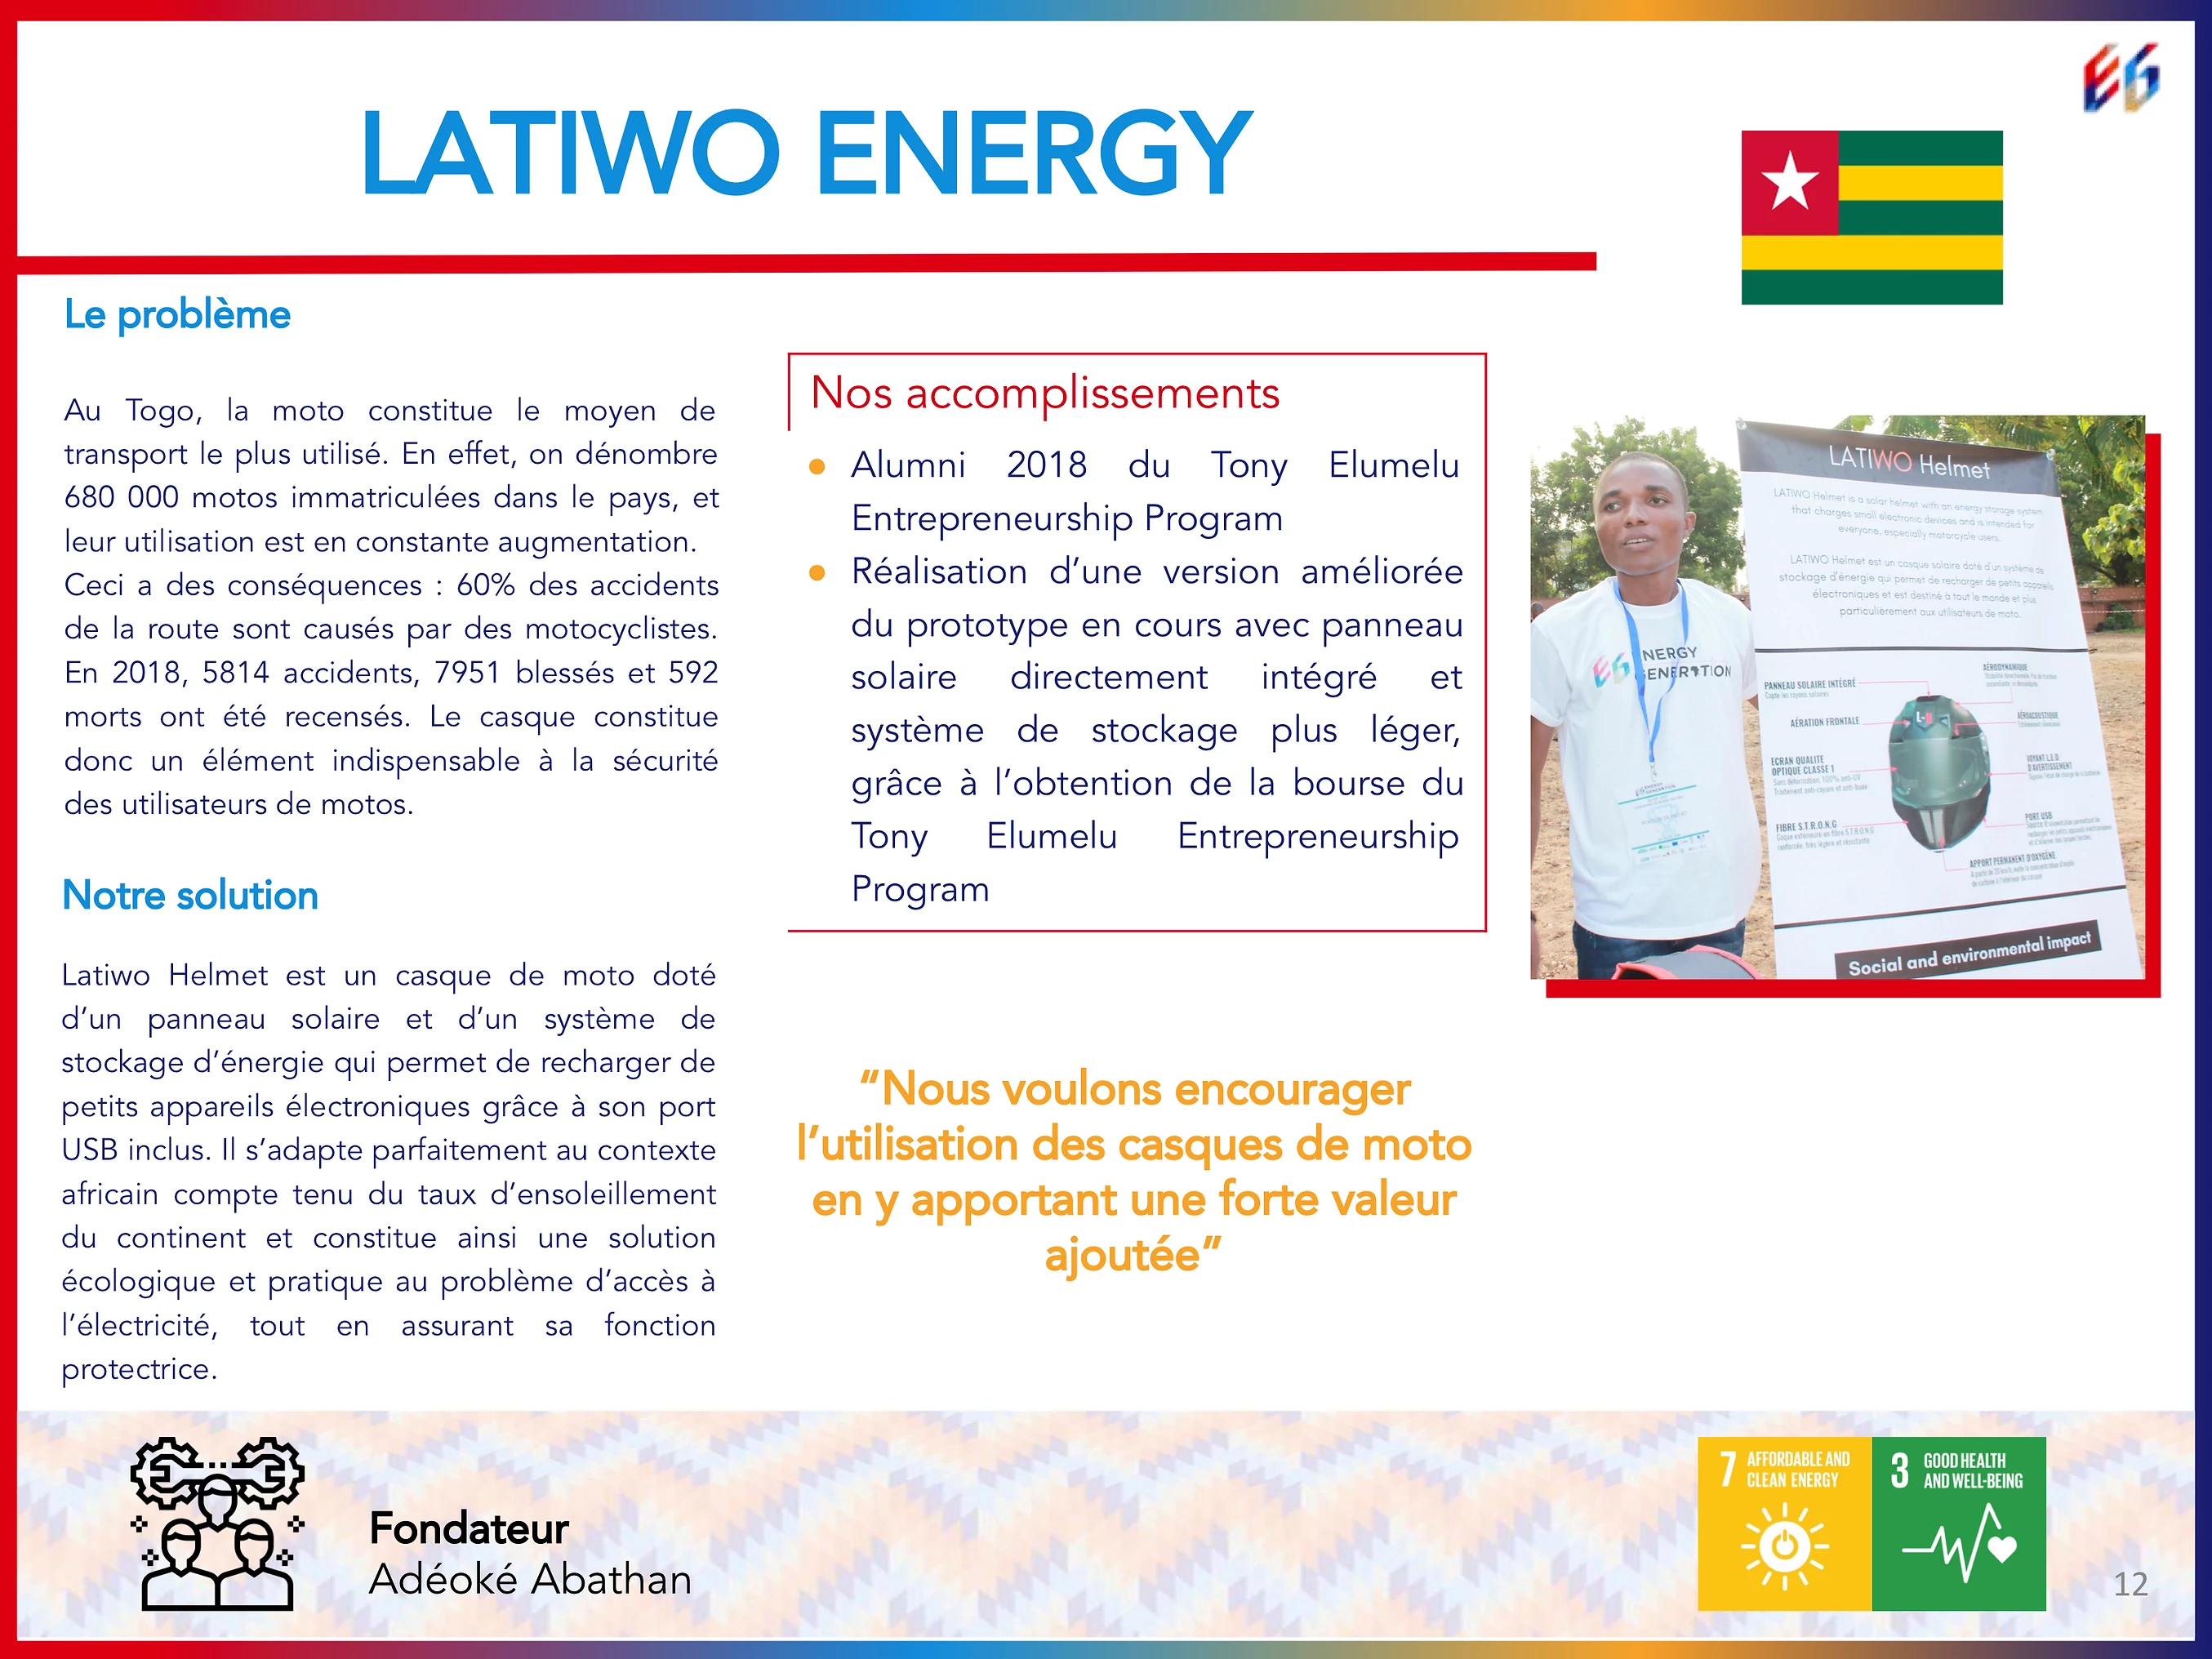 LATIWO ENERGY
Le problème
Au Togo, la moto constitue le moyen de
transport le plus utilisé. En effet, on dénombre
680 000 motos immatriculées dans le pays, et
leur utilisation est en constante augmentation.
Ceci a des conséquences : 60% des accidents
de la route sont causés par des motocyclistes.
En 2018, 5814 accidents, 7951 blessés et 592
morts ont été recensés. Le casque constitue
donc un élément indispensable à la sécurité
des utilisateurs de motos.
Notre solution
Latiwo Helmet est un casque de moto doté
d’un panneau solaire et d’un système de
stockage d’énergie qui permet de recharger de
petits appareils électroniques grâce à son port
USB inclus. Il s’adapte parfaitement au contexte
africain compte tenu du taux d’ensoleillement
du continent et constitue ainsi une solution
écologique et pratique au problème d’accès à
l’électricité, tout en assurant sa fonction
protectrice.
Nos accomplissements
● Alumni 2018 du Tony Elumelu
Entrepreneurship Program
● Réalisation d’une version améliorée
du prototype en cours avec panneau
solaire directement intégré et
système de stockage plus léger,
grâce à l’obtention de la bourse du
Tony Elumelu Entrepreneurship
Program
“Nous voulons encourager
l’utilisation des casques de moto
en y apportant une forte valeur
ajoutée”
EG
EG ENERGY
GENERATION
LATIWO Helmet
LATIWO Helmet is a solar helmet with an energy storage system
that charges small electronic devices and is intended for
everyone, especially motorcycle users.
LATIWO Helmet est un casque solaire doté d'un système de
stockage d'énergie qui permet de recharger de petits appareils
électroniques et est destiné à tout le monde et plus
particulièrement aux utilisateurs de moto.
AÉRODYNAMIQUE
PANNEAU SOLAIRE INTÉGRÉ
Capte les rayons solaires
AÉRATION FRONTALE
AÉROACOUSTIQUE
ECRAN QUALITE
OPTIQUE CLASSE 1
VOYANT L.E.D
D'AVERTISSEMENT
FIBRE S.T.R.O.N.G
PORT USB
APPORT PERMANENT D'OXYGÈNE
Social and environmental impact
Fondateur
Adéoké Abathan
7 AFFORDABLE AND
CLEAN ENERGY
3 GOOD HEALTH
AND WELL-BEING
12